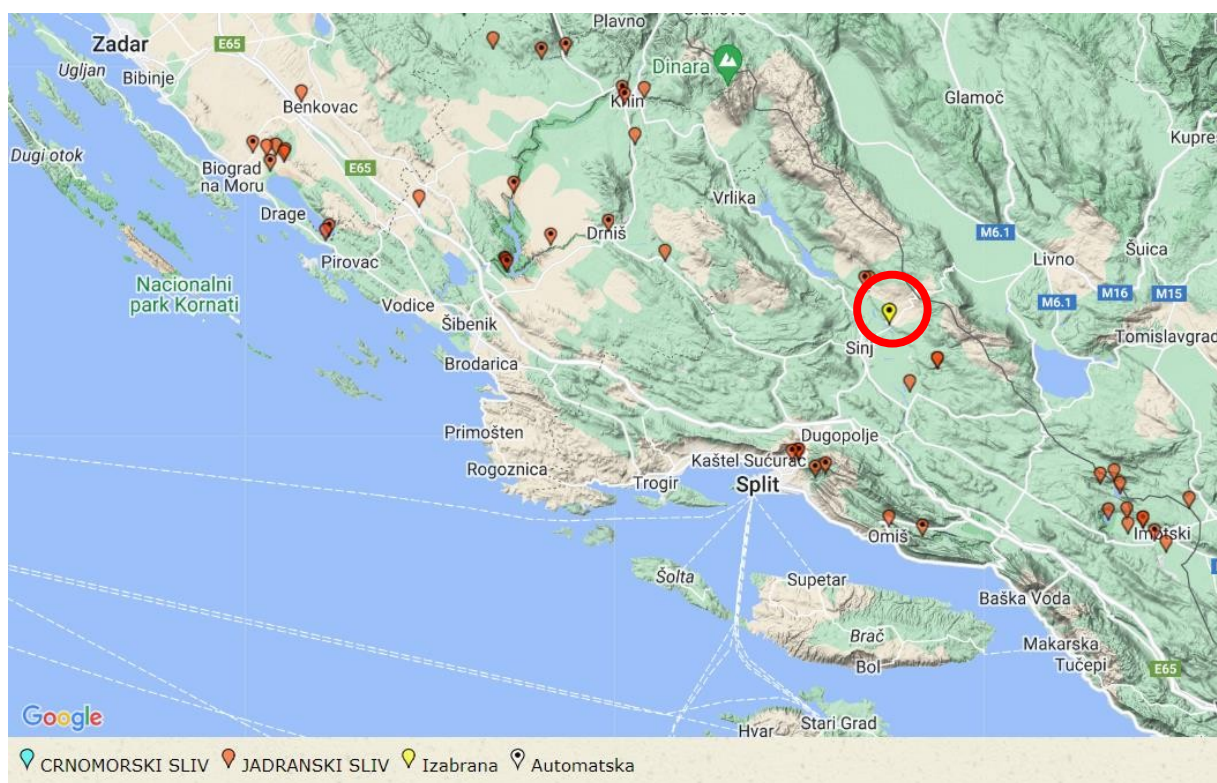 Plavno
Zadar
E65
Ugljan
Bibinje
Dinara
Glamoč
Benkovac
Knin
Kupre
Dugi otok
Biograd
na Moru
E65
Vrlika
Drage
Drniš
M6.1
Šuica
Livno
Pirovac
Nacionalni
park Kornati
M6.1
M16
M15
Vodice
Šibenik
Tomislavgrad
Sinj
Brodarica
Primošten
Dugopolje
Kaštel Sućurac
Rogoznica
Trogir
Split
Omiš
Imotski
Šolta
Supetar
Baška Voda
Brač
Makarska
Bol
Tučepi
E65
Google
Hvar
Stari Grad
CRNOMORSKI SLIV JADRANSKI SLIV Izabrana Automatska